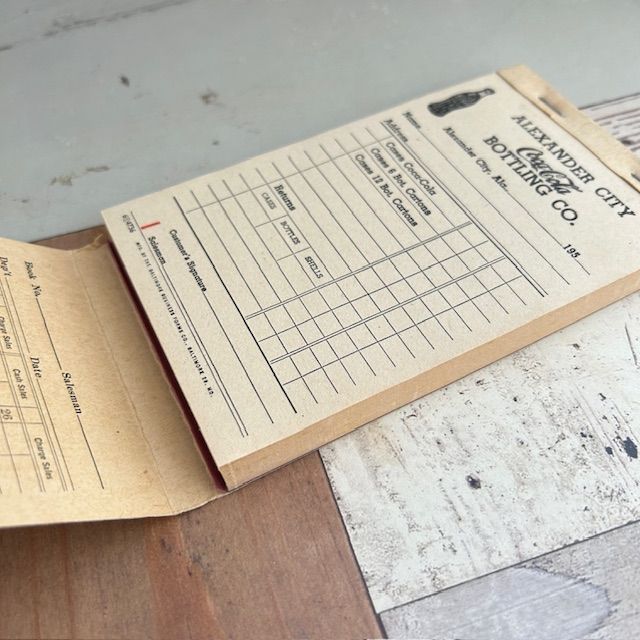 ALEXANDER CITY
Coca-Cola
BOTTLING CO.
Alexander City, Ala. 195
Name
Address
Cases Coca-Cola
Cases 6 Bot. Cartons
Cases 12 Bot. Cartons
Returns
CASES BOTTLES SHELLS
Customer's Signature
Salesman
Book No. Salesman
Date
Day's
Charge Sales Cash Sales Charge Sales
26